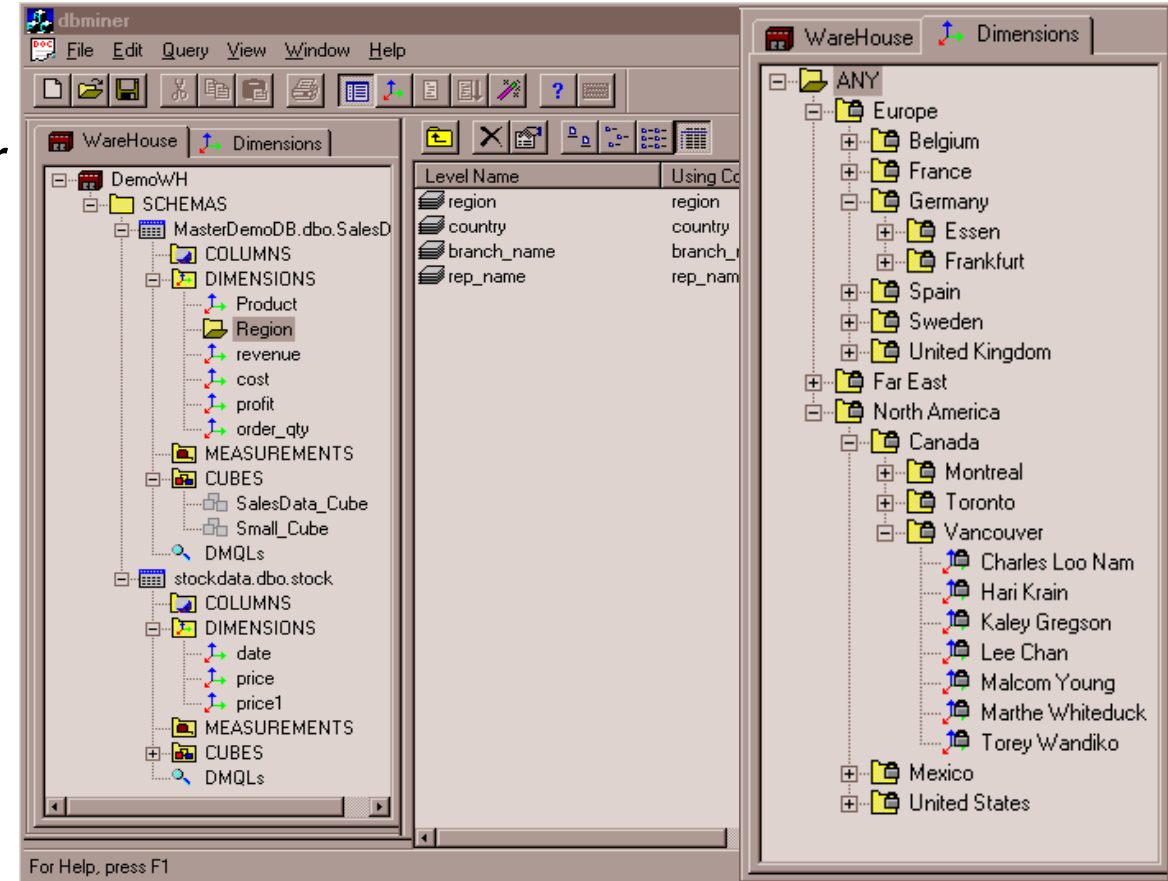 dbminer
File Edit Query View Window Help
WareHouse Dimensions
DemoWH
SCHEMAS
MasterDemoDB.dbo.SalesD
COLUMNS
DIMENSIONS
Product
Region
revenue
cost
profit
order_qty
MEASUREMENTS
CUBES
SalesData_Cube
Small_Cube
DMQLs
stockdata.dbo.stock
COLUMNS
DIMENSIONS
date
price
price1
MEASUREMENTS
CUBES
DMQLs
Level Name Using Co
region region
country country
branch_name branch_n
rep_name rep_nam
For Help, press F1
WareHouse Dimensions
ANY
Europe
Belgium
France
Germany
Essen
Frankfurt
Spain
Sweden
United Kingdom
Far East
North America
Canada
Montreal
Toronto
Vancouver
Charles Loo Nam
Hari Krain
Kaley Gregson
Lee Chan
Malcom Young
Marthe Whiteduck
Torey Wandiko
Mexico
United States